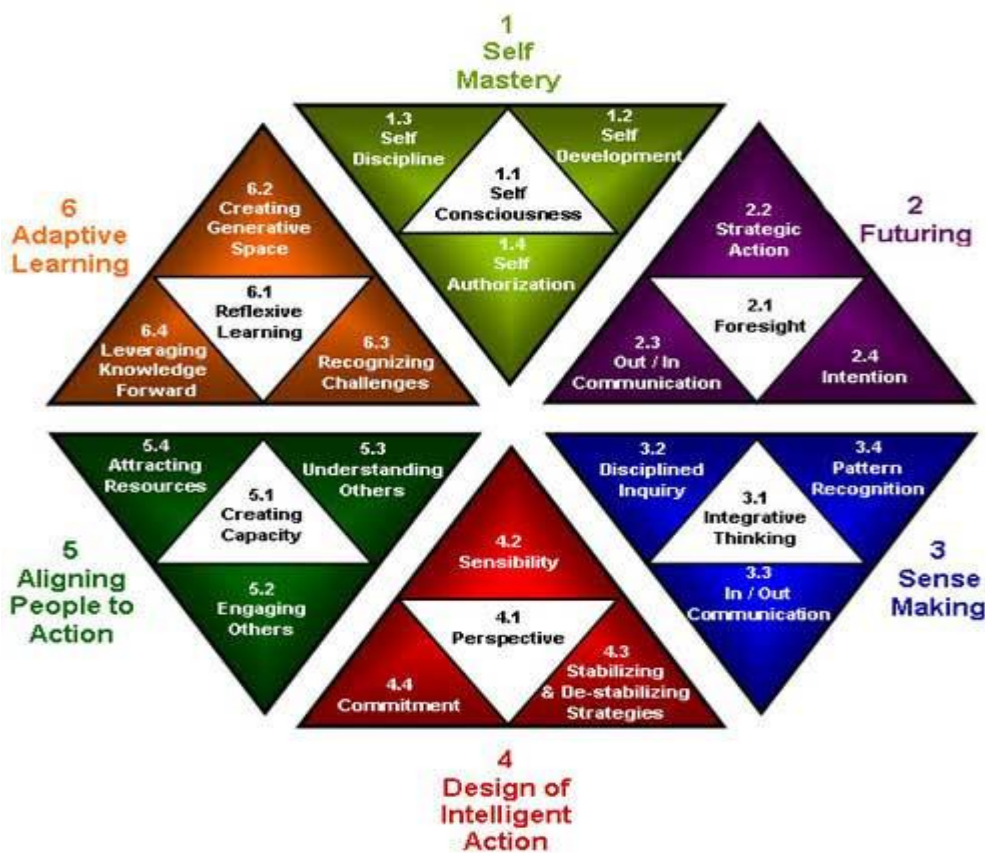 1
Self
Mastery
1.3
Self
Discipline
1.2
Self
Development
1.1
Self
Consciousness
1.4
Self
Authorization
2
Futuring
2.2
Strategic
Action
2.1
Foresight
2.3
Out / In
Communication
2.4
Intention
3
Sense
Making
3.2
Disciplined
Inquiry
3.4
Pattern
Recognition
3.1
Integrative
Thinking
3.3
In / Out
Communication
4
Design of
Intelligent
Action
4.2
Sensibility
4.1
Perspective
4.4
Commitment
4.3
Stabilizing
& De-stabilizing
Strategies
5
Aligning
People to
Action
5.4
Attracting
Resources
5.3
Understanding
Others
5.1
Creating
Capacity
5.2
Engaging
Others
6
Adaptive
Learning
6.2
Creating
Generative
Space
6.1
Reflexive
Learning
6.4
Leveraging
Knowledge
Forward
6.3
Recognizing
Challenges